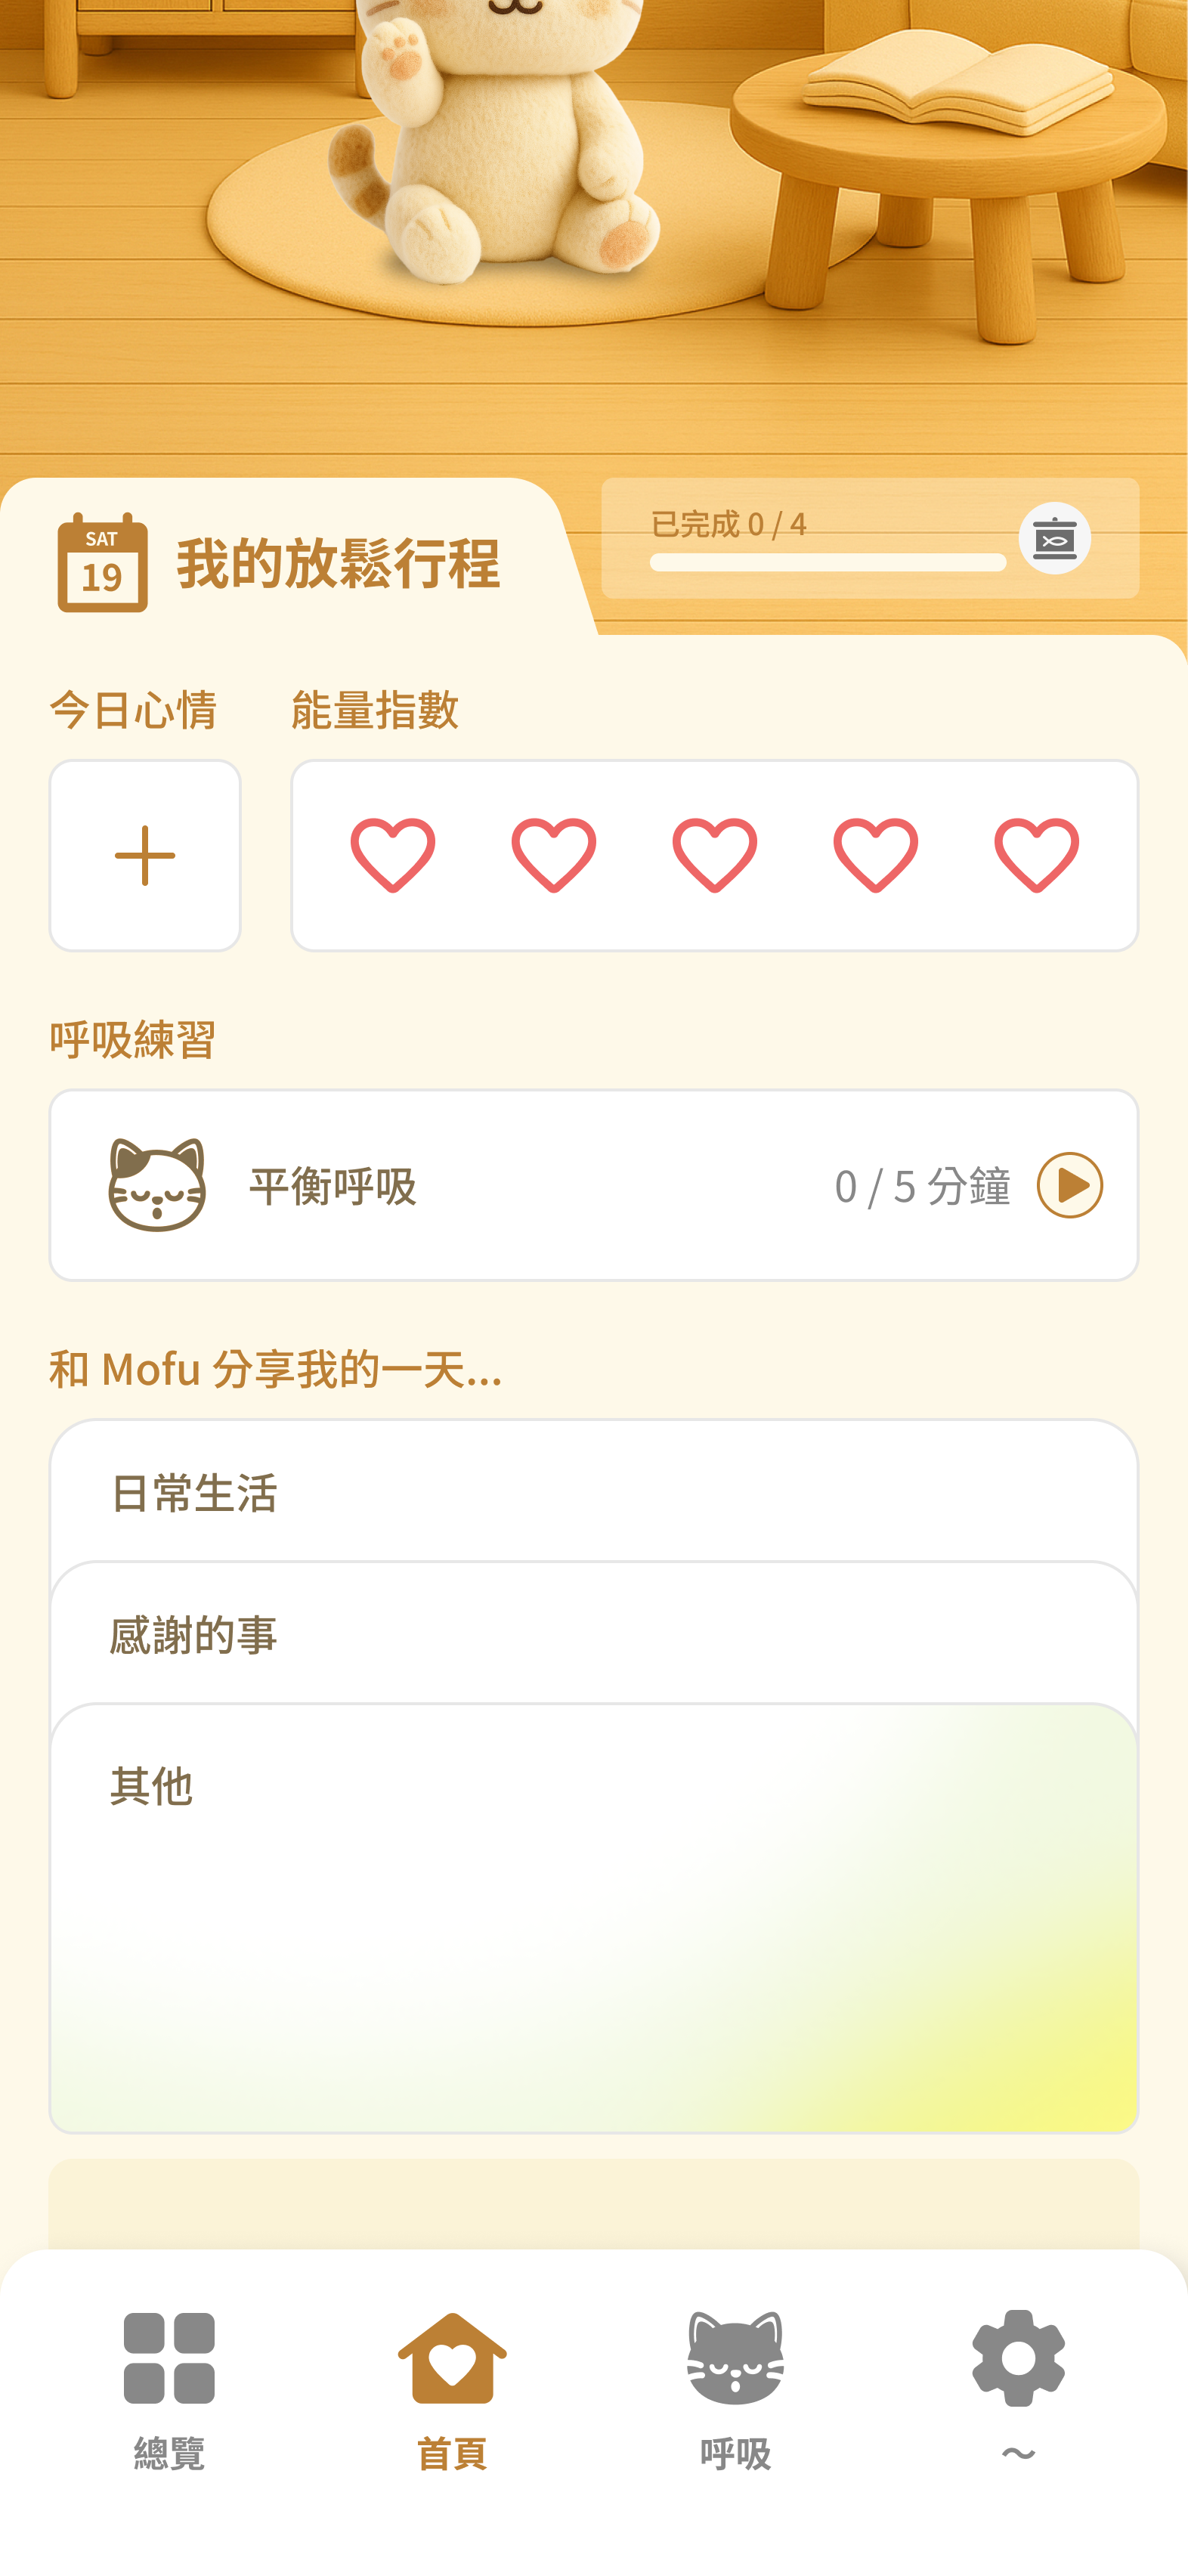 SAT
19
我的放鬆行程
已完成 0 / 4
今日心情
能量指數
呼吸練習
平衡呼吸
0 / 5 分鐘
和 Mofu 分享我的一天...
日常生活
感謝的事
其他
總覽
首頁
呼吸
～